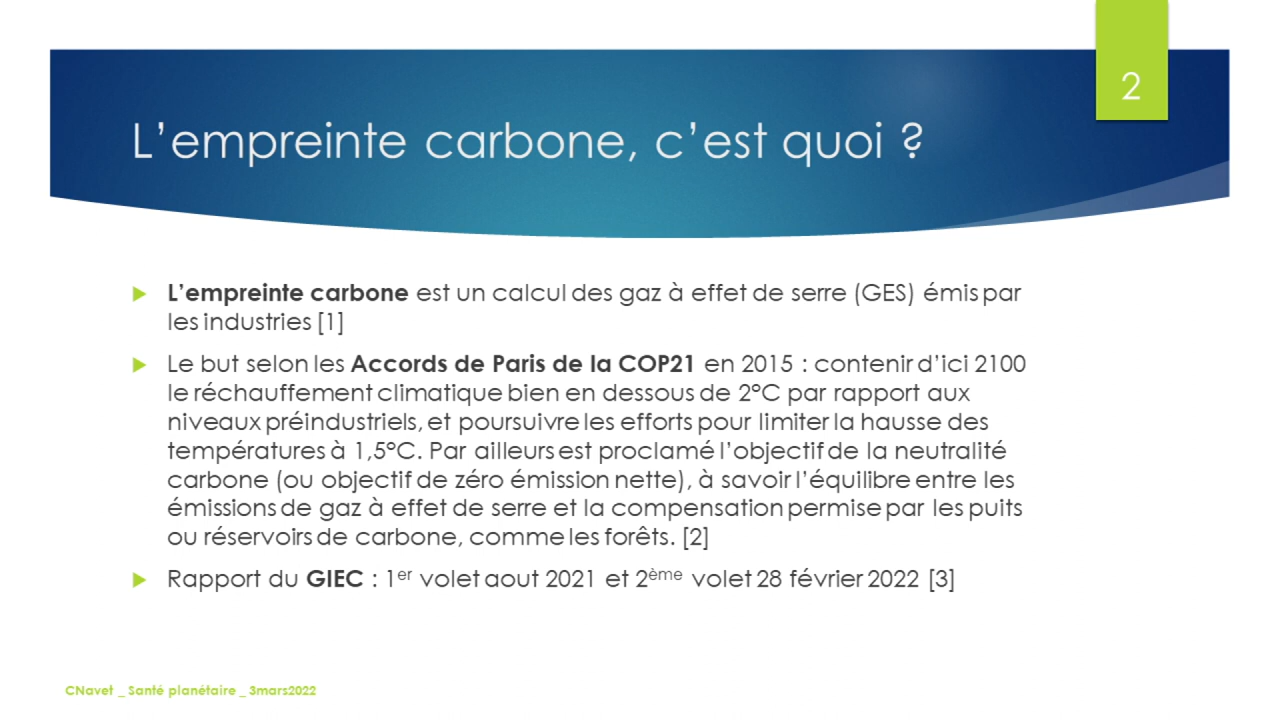 2
L’empreinte carbone, c’est quoi ?
L’empreinte carbone est un calcul des gaz à effet de serre (GES) émis par
les industries [1]
Le but selon les Accords de Paris de la COP21 en 2015 : contenir d’ici 2100
le réchauffement climatique bien en dessous de 2°C par rapport aux
niveaux préindustriels, et poursuivre les efforts pour limiter la hausse des
températures à 1,5°C. Par ailleurs est proclamé l’objectif de la neutralité
carbone (ou objectif de zéro émission nette), à savoir l’équilibre entre les
émissions de gaz à effet de serre et la compensation permise par les puits
ou réservoirs de carbone, comme les forêts. [2]
Rapport du GIEC : 1er volet aout 2021 et 2ème volet 28 février 2022 [3]
CNavet _ Santé planétaire _ 3mars2022